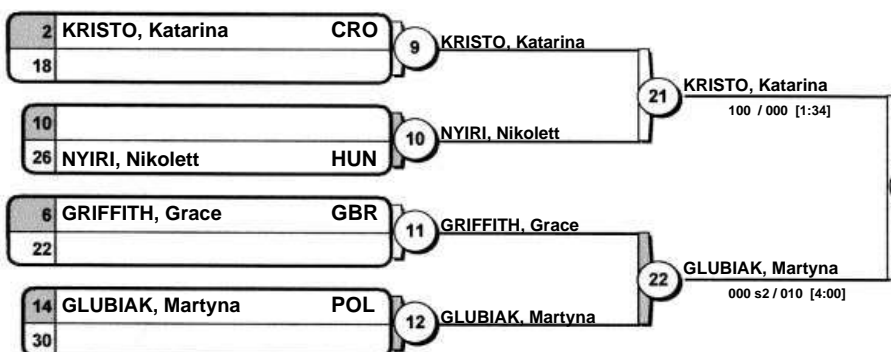 2 KRISTO, Katarina CRO
18
9 KRISTO, Katarina
10
26 NYIRI, Nikolett HUN
10 NYIRI, Nikolett
21 KRISTO, Katarina
100 / 000 [1:34]
6 GRIFFITH, Grace GBR
22
11 GRIFFITH, Grace
14 GLUBIAK, Martyna POL
30
12 GLUBIAK, Martyna
22 GLUBIAK, Martyna
000 s2 / 010 [4:00]